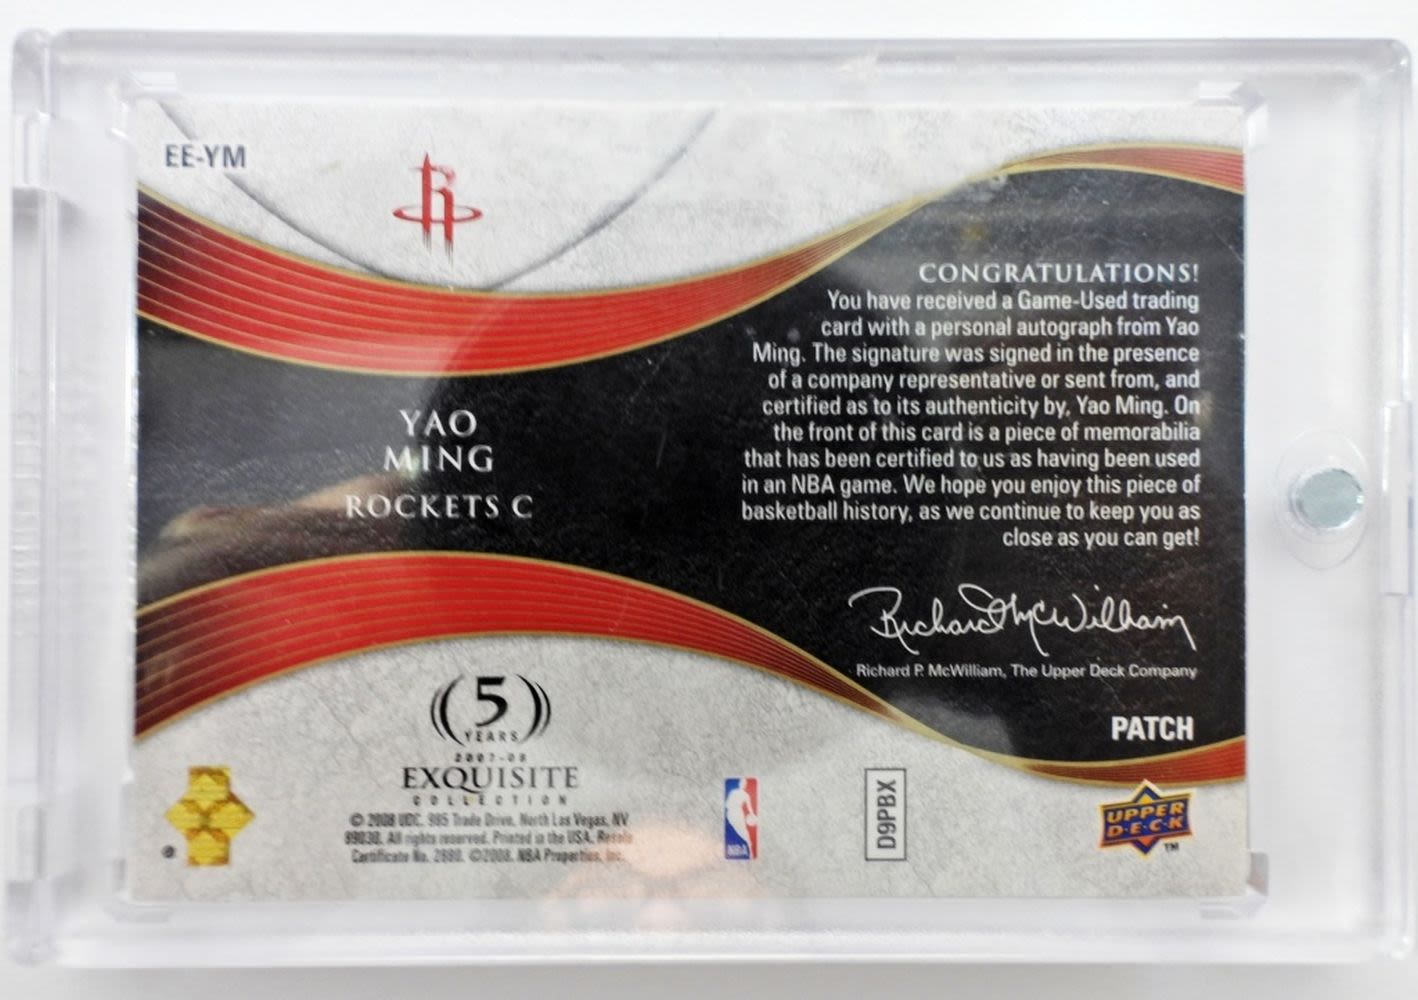 EE-YM
YAO
MING
ROCKETS C
CONGRATULATIONS!
You have received a Game-Used trading
card with a personal autograph from Yao
Ming. The signature was signed in the presence
of a company representative or sent from, and
certified as to its authenticity by, Yao Ming. On
the front of this card is a piece of memorabilia
that has been certified to us as having been used
in an NBA game. We hope you enjoy this piece of
basketball history, as we continue to keep you as
close as you can get!
Richard McWilliam
Richard P. McWilliam, The Upper Deck Company
PATCH
5
YEARS
2007-08
EXQUISITE
COLLECTION
© 2008 UDC. 985 Trade Drive, North Las Vegas, NV
89030. All rights reserved. Printed in the USA. Resale
Certificate No. 2880. ©2008. NBA Properties, Inc.
NBA
D9PBX
UPPER
D·E·C·K
TM